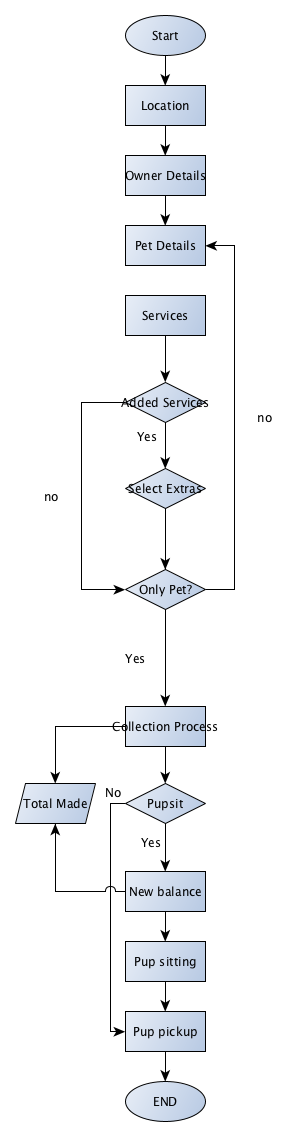 Start
Location
Owner Details
Pet Details
Services
Added Services
no
Yes
Select Extras
no
Only Pet?
Yes
Collection Process
No
Total Made
Pupsit
Yes
New balance
Pup sitting
Pup pickup
END